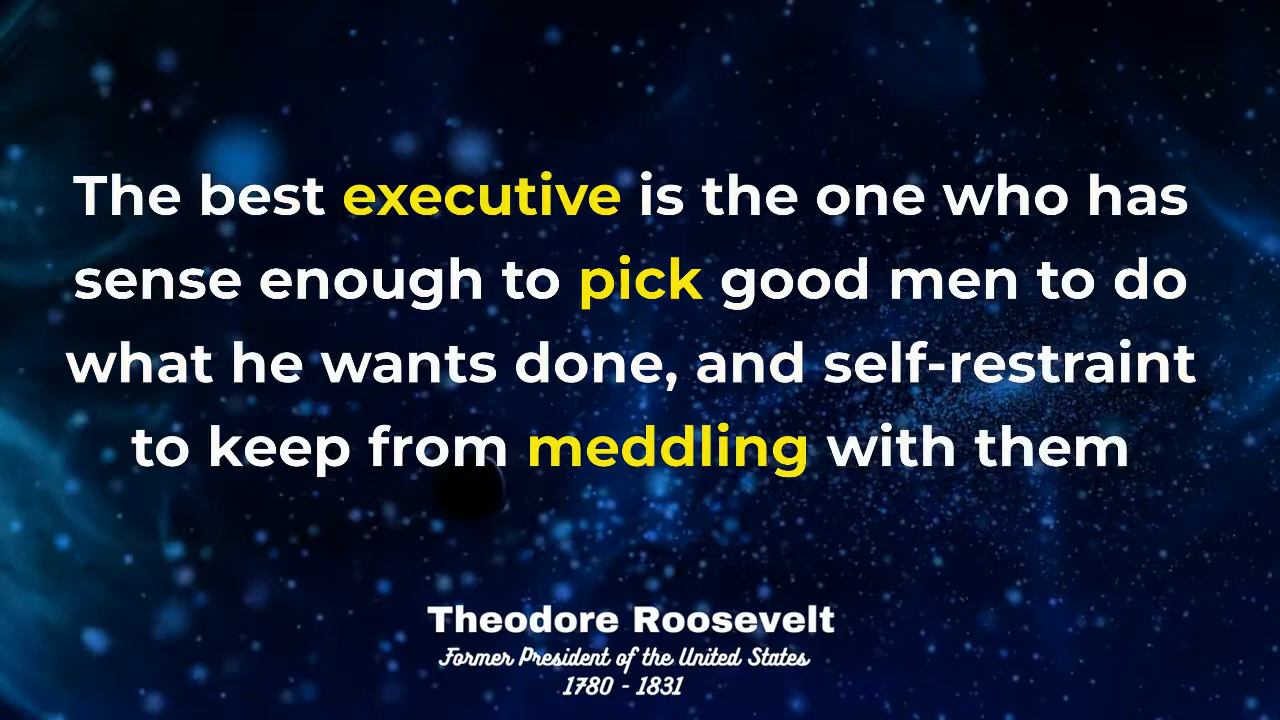 The best executive is the one who has
sense enough to pick good men to do
what he wants done, and self-restraint
to keep from meddling with them
Theodore Roosevelt
Former President of the United States
1780 - 1831